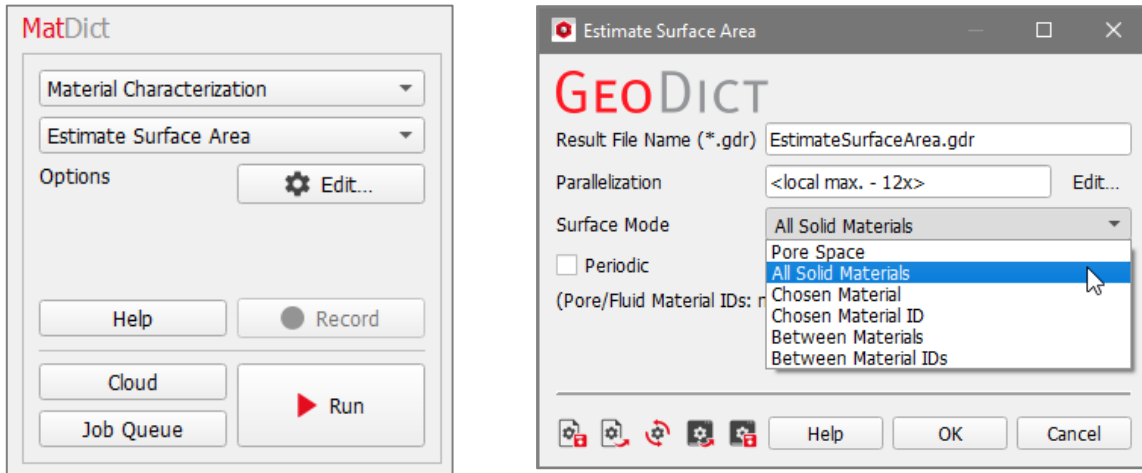 MatDict
Material Characterization
Estimate Surface Area
Options
Edit...
Help
Record
Cloud
Job Queue
Run
Estimate Surface Area
GEODICT
Result File Name (*.gdr)
EstimateSurfaceArea.gdr
Parallelization
<local max. - 12x>
Edit...
Surface Mode
All Solid Materials
Pore Space
All Solid Materials
Chosen Material
Chosen Material ID
Between Materials
Between Material IDs
Periodic
(Pore/Fluid Material IDs:
Help
OK
Cancel